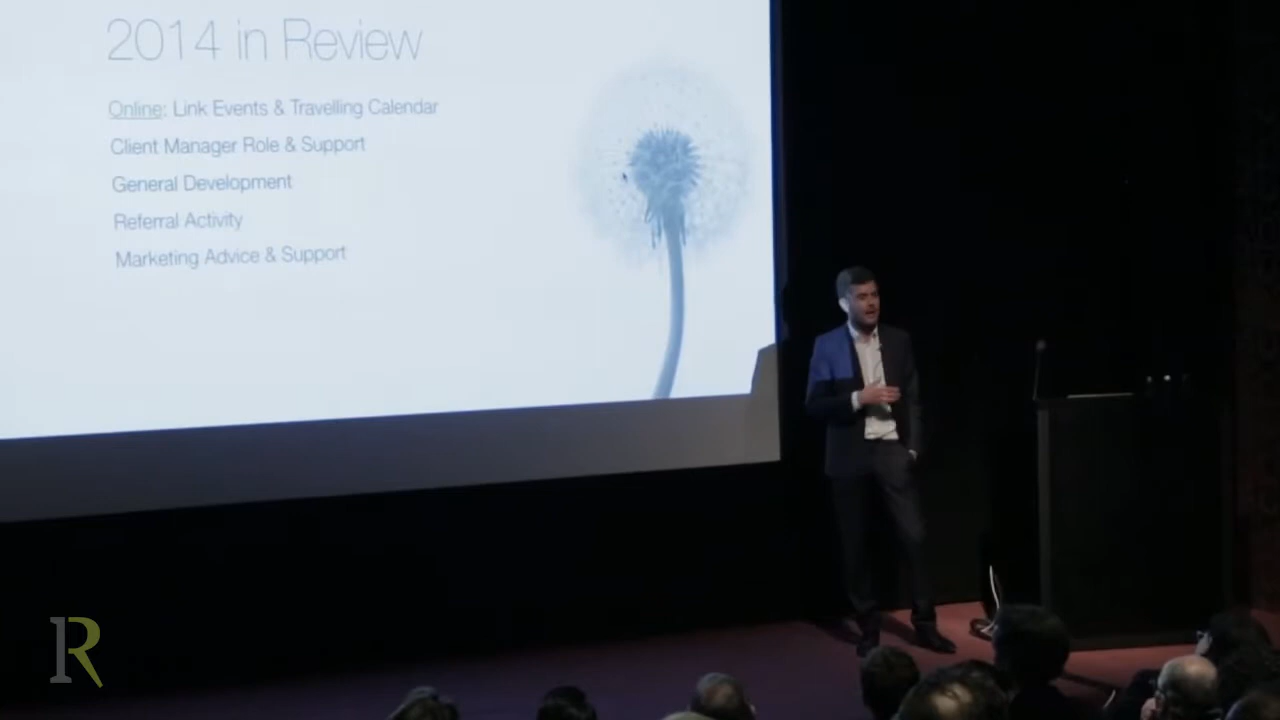 2014 in Review
Online: Link Events & Travelling Calendar
Client Manager Role & Support
General Development
Referral Activity
Marketing Advice & Support
R